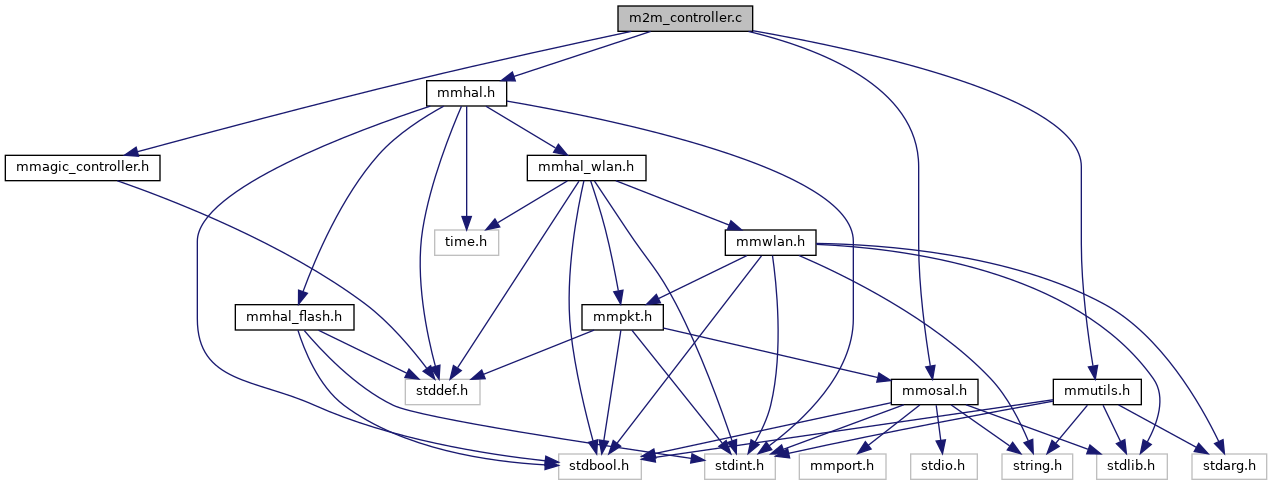 m2m_controller.c
mmhal.h
mmagic_controller.h
mmhal_wlan.h
time.h
mmwlan.h
mmhal_flash.h
mmpkt.h
stddef.h
mmosal.h
mmutils.h
stdbool.h
stdint.h
mmport.h
stdio.h
string.h
stdlib.h
stdarg.h